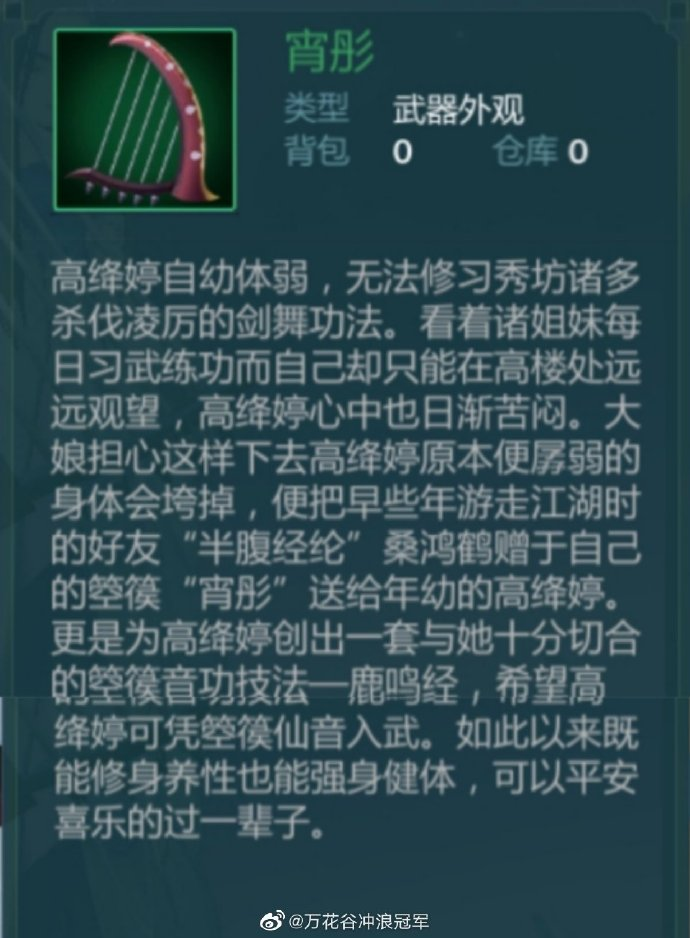 宵彤
类型 武器外观
背包 0 仓库 0
高绛婷自幼体弱，无法修习秀坊诸多
杀伐凌厉的剑舞功法。看着诸姐妹每
日习武练功而自己却只能在高楼处远
远观望，高绛婷心中也日渐苦闷。大
娘担心这样下去高绛婷原本便孱弱的
身体会垮掉，便把早些年游走江湖时
的好友“半腹经纶”桑鸿鹤赠于自己
的箜篌“宵彤”送给年幼的高绛婷。
更是为高绛婷创出一套与她十分切合
的箜篌音功技法—鹿鸣经，希望高
绛婷可凭箜篌仙音入武。如此以来既
能修身养性也能强身健体，可以平安
喜乐的过一辈子。
@万花谷冲浪冠军